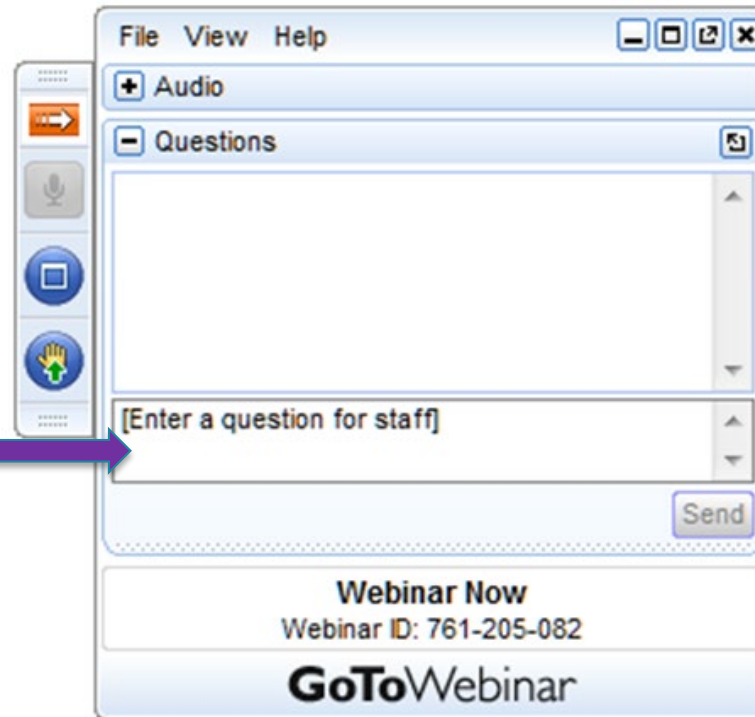 File View Help
Audio
Questions
[Enter a question for staff]
Send
Webinar Now
Webinar ID: 761-205-082
GoToWebinar